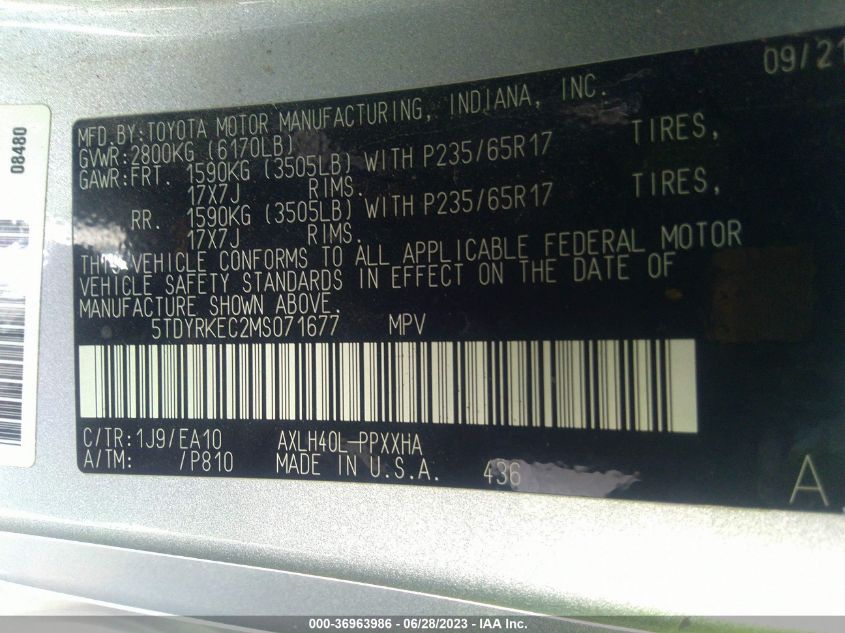 09/21
MFD.BY:TOYOTA MOTOR MANUFACTURING, INDIANA, INC.
GVWR:2800KG (6170LB)
GAWR:FRT. 1590KG (3505LB) WITH P235/65R17 TIRES,
17X7J RIMS.
RR. 1590KG (3505LB) WITH P235/65R17 TIRES,
17X7J RIMS.
THIS VEHICLE CONFORMS TO ALL APPLICABLE FEDERAL MOTOR
VEHICLE SAFETY STANDARDS IN EFFECT ON THE DATE OF
MANUFACTURE SHOWN ABOVE.
5TDYRKEC2MS071677 MPV
C/TR:1J9/EA10 AXLH40L-PPXXHA
A/TM: /P810 MADE IN U.S.A. 436
A
08480
000-36963986 - 06/28/2023 - IAA Inc.